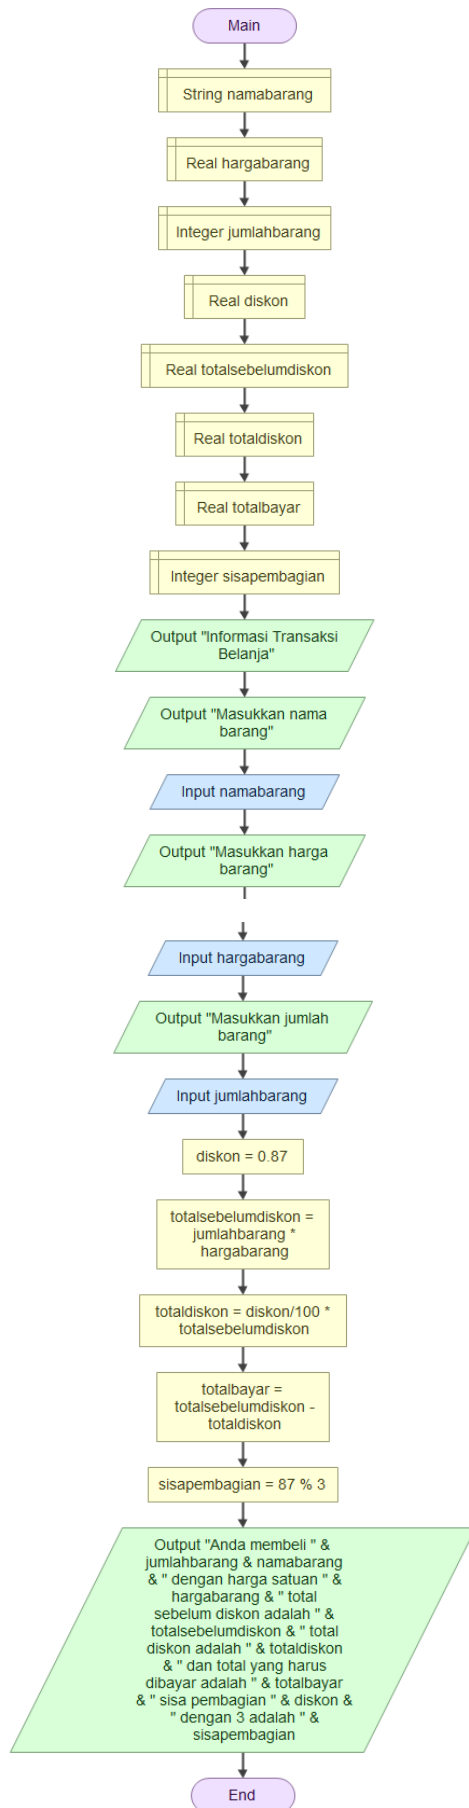 Main
String namabarang
Real hargabarang
Integer jumlahbarang
Real diskon
Real totalsebelumdiskon
Real totaldiskon
Real totalbayar
Integer sisapembagian
Output "Informasi Transaksi
Belanja"
Output "Masukkan nama
barang"
Input namabarang
Output "Masukkan harga
barang"
Input hargabarang
Output "Masukkan jumlah
barang"
Input jumlahbarang
diskon = 0.87
totalsebelumdiskon =
jumlahbarang *
hargabarang
totaldiskon = diskon/100 *
totalsebelumdiskon
totalbayar =
totalsebelumdiskon -
totaldiskon
sisapembagian = 87 % 3
Output "Anda membeli " &
jumlahbarang & namabarang
& " dengan harga satuan " &
hargabarang & " total
sebelum diskon adalah " &
totalsebelumdiskon & " total
diskon adalah " & totaldiskon
& " dan total yang harus
dibayar adalah " & totalbayar
& " sisa pembagian " & diskon &
" dengan 3 adalah " &
sisapembagian
End